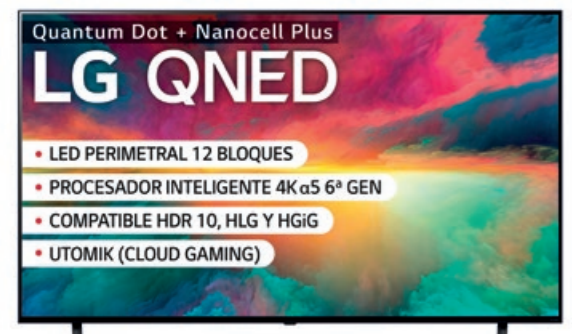 Quantum Dot + Nanocell Plus
LG QNED
• LED PERIMETRAL 12 BLOQUES
• PROCESADOR INTELIGENTE 4K α5 6ª GEN
• COMPATIBLE HDR 10, HLG Y HGiG
• UTOMIK (CLOUD GAMING)